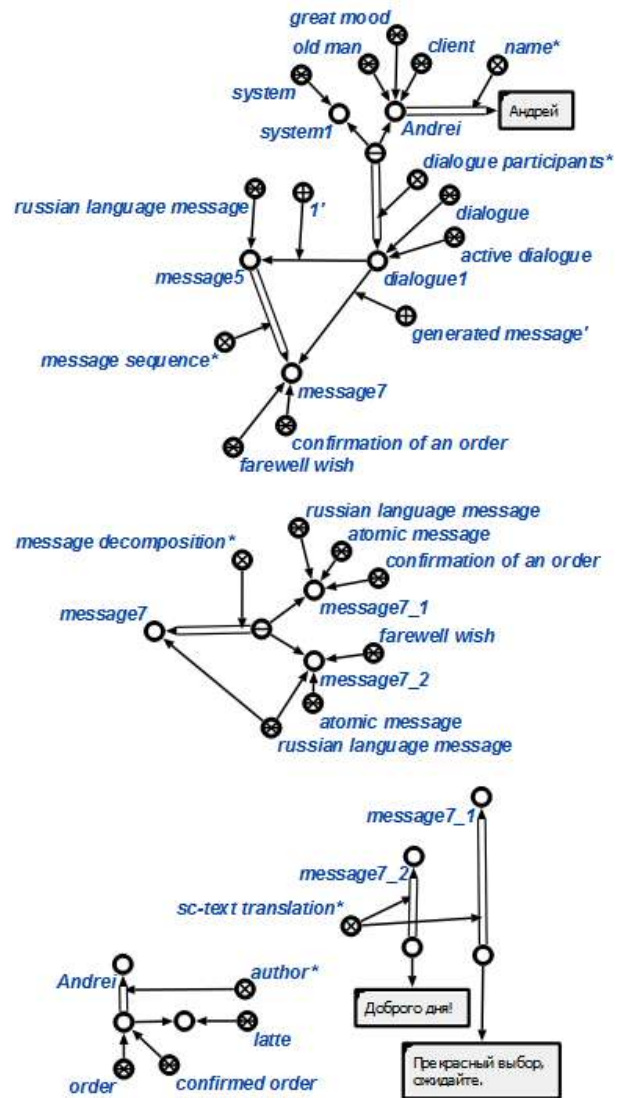 great mood
old man
client
name*
system
system1
Andrei
Андрей
dialogue participants*
russian language message
1'
dialogue
active dialogue
message5
dialogue1
generated message'
message sequence*
message7
confirmation of an order
farewell wish
russian language message
atomic message
message decomposition*
confirmation of an order
message7_1
message7
farewell wish
message7_2
atomic message
russian language message
message7_1
message7_2
sc-text translation*
Andrei
author*
latte
order
confirmed order
Доброго дня!
Прекрасный выбор,
ожидайте.